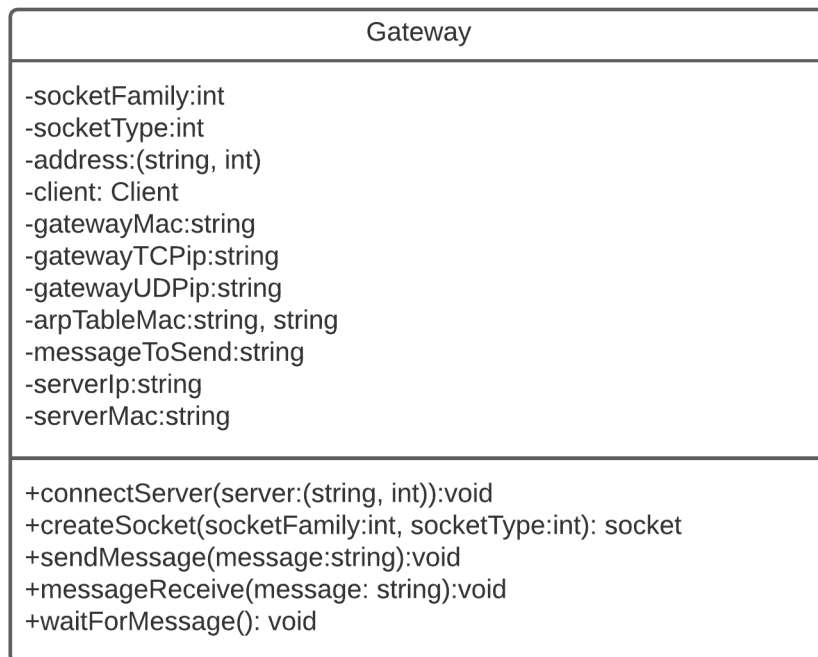 Gateway
-socketFamily:int
-socketType:int
-address:(string, int)
-client: Client
-gatewayMac:string
-gatewayTCPip:string
-gatewayUDPip:string
-arpTableMac:string, string
-messageToSend:string
-serverIp:string
-serverMac:string
+connectServer(server:(string, int)):void
+createSocket(socketFamily:int, socketType:int): socket
+sendMessage(message:string):void
+messageReceive(message: string):void
+waitForMessage(): void